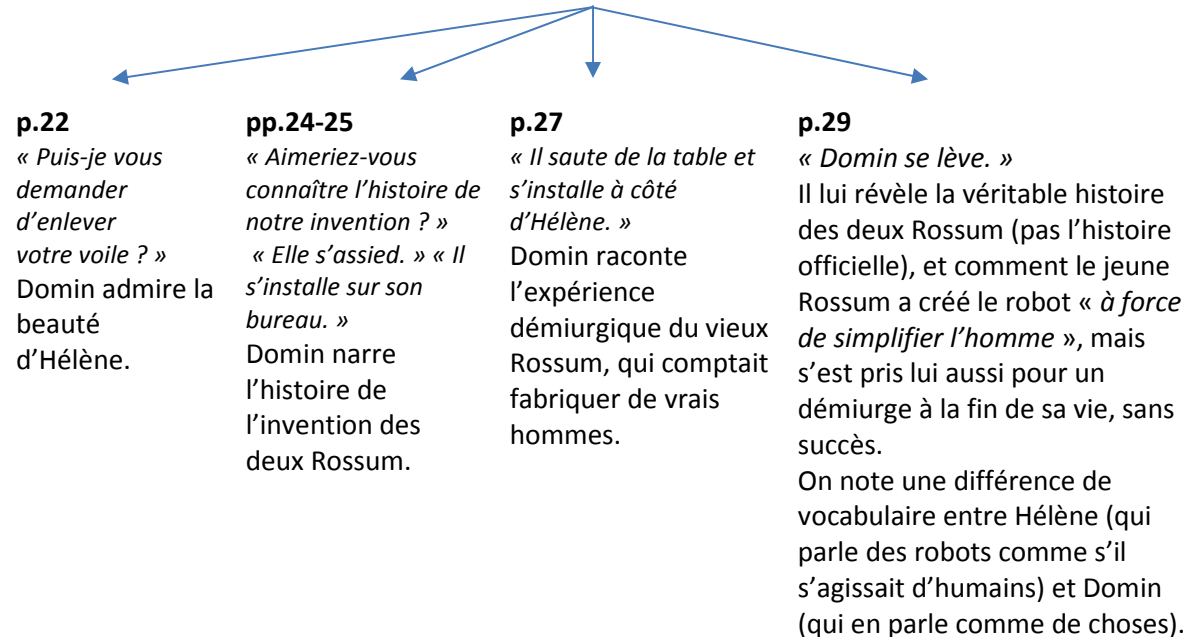 p.22
« Puis-je vous
demander
d’enlever
votre voile ? »
Domin admire la
beauté
d’Hélène.
pp.24-25
« Aimeriez-vous
connaître l’histoire de
notre invention ? »
« Elle s’assied. » « Il
s’installe sur son
bureau. »
Domin narre
l’histoire de
l’invention des
deux Rossum.
p.27
« Il saute de la table et
s’installe à côté
d’Hélène. »
Domin raconte
l’expérience
démiurgique du vieux
Rossum, qui comptait
fabriquer de vrais
hommes.
p.29
« Domin se lève. »
Il lui révèle la véritable histoire
des deux Rossum (pas l’histoire
officielle), et comment le jeune
Rossum a créé le robot « à force
de simplifier l’homme », mais
s’est pris lui aussi pour un
démiurge à la fin de sa vie, sans
succès.
On note une différence de
vocabulaire entre Hélène (qui
parle des robots comme s’il
s’agissait d’humains) et Domin
(qui en parle comme de choses).